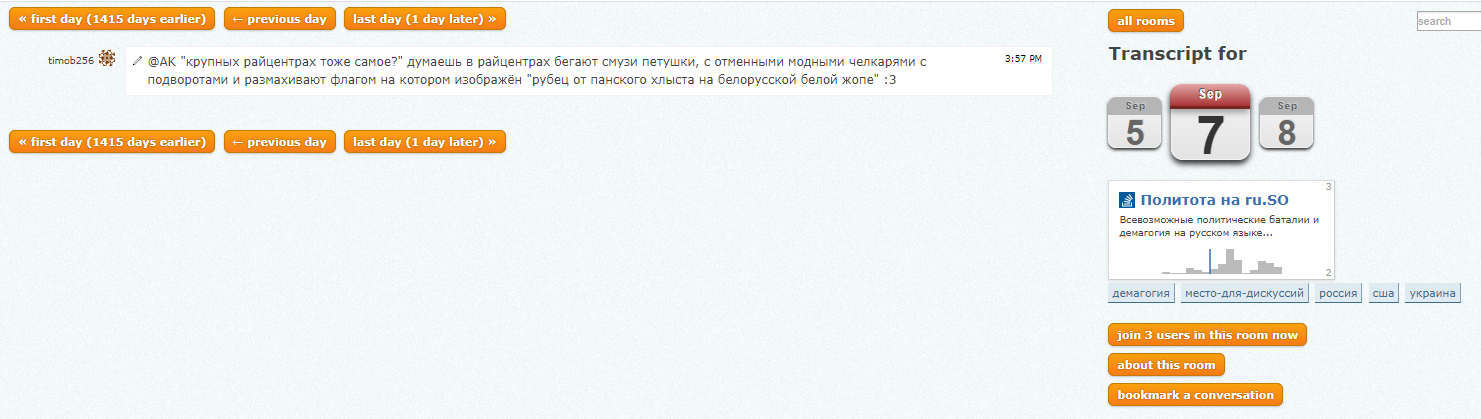 « first day (1415 days earlier) ← previous day last day (1 day later) »
timob256 @AK "крупных райцентрах тоже самое?" думаешь в райцентрах бегают смузи петушки, с отменными модными челкарями с 3:57 PM
подворотами и размахивают флагом на котором изображён "рубец от панского хлыста на белорусской белой жопе" :3
« first day (1415 days earlier) ← previous day last day (1 day later) »
all rooms search
Transcript for
Sep Sep Sep
5 7 8
3
Политота на ru.SO
Всевозможные политические баталии и
демагогия на русском языке...
2
демагогия место-для-дискуссий россия сша украина
join 3 users in this room now
about this room
bookmark a conversation